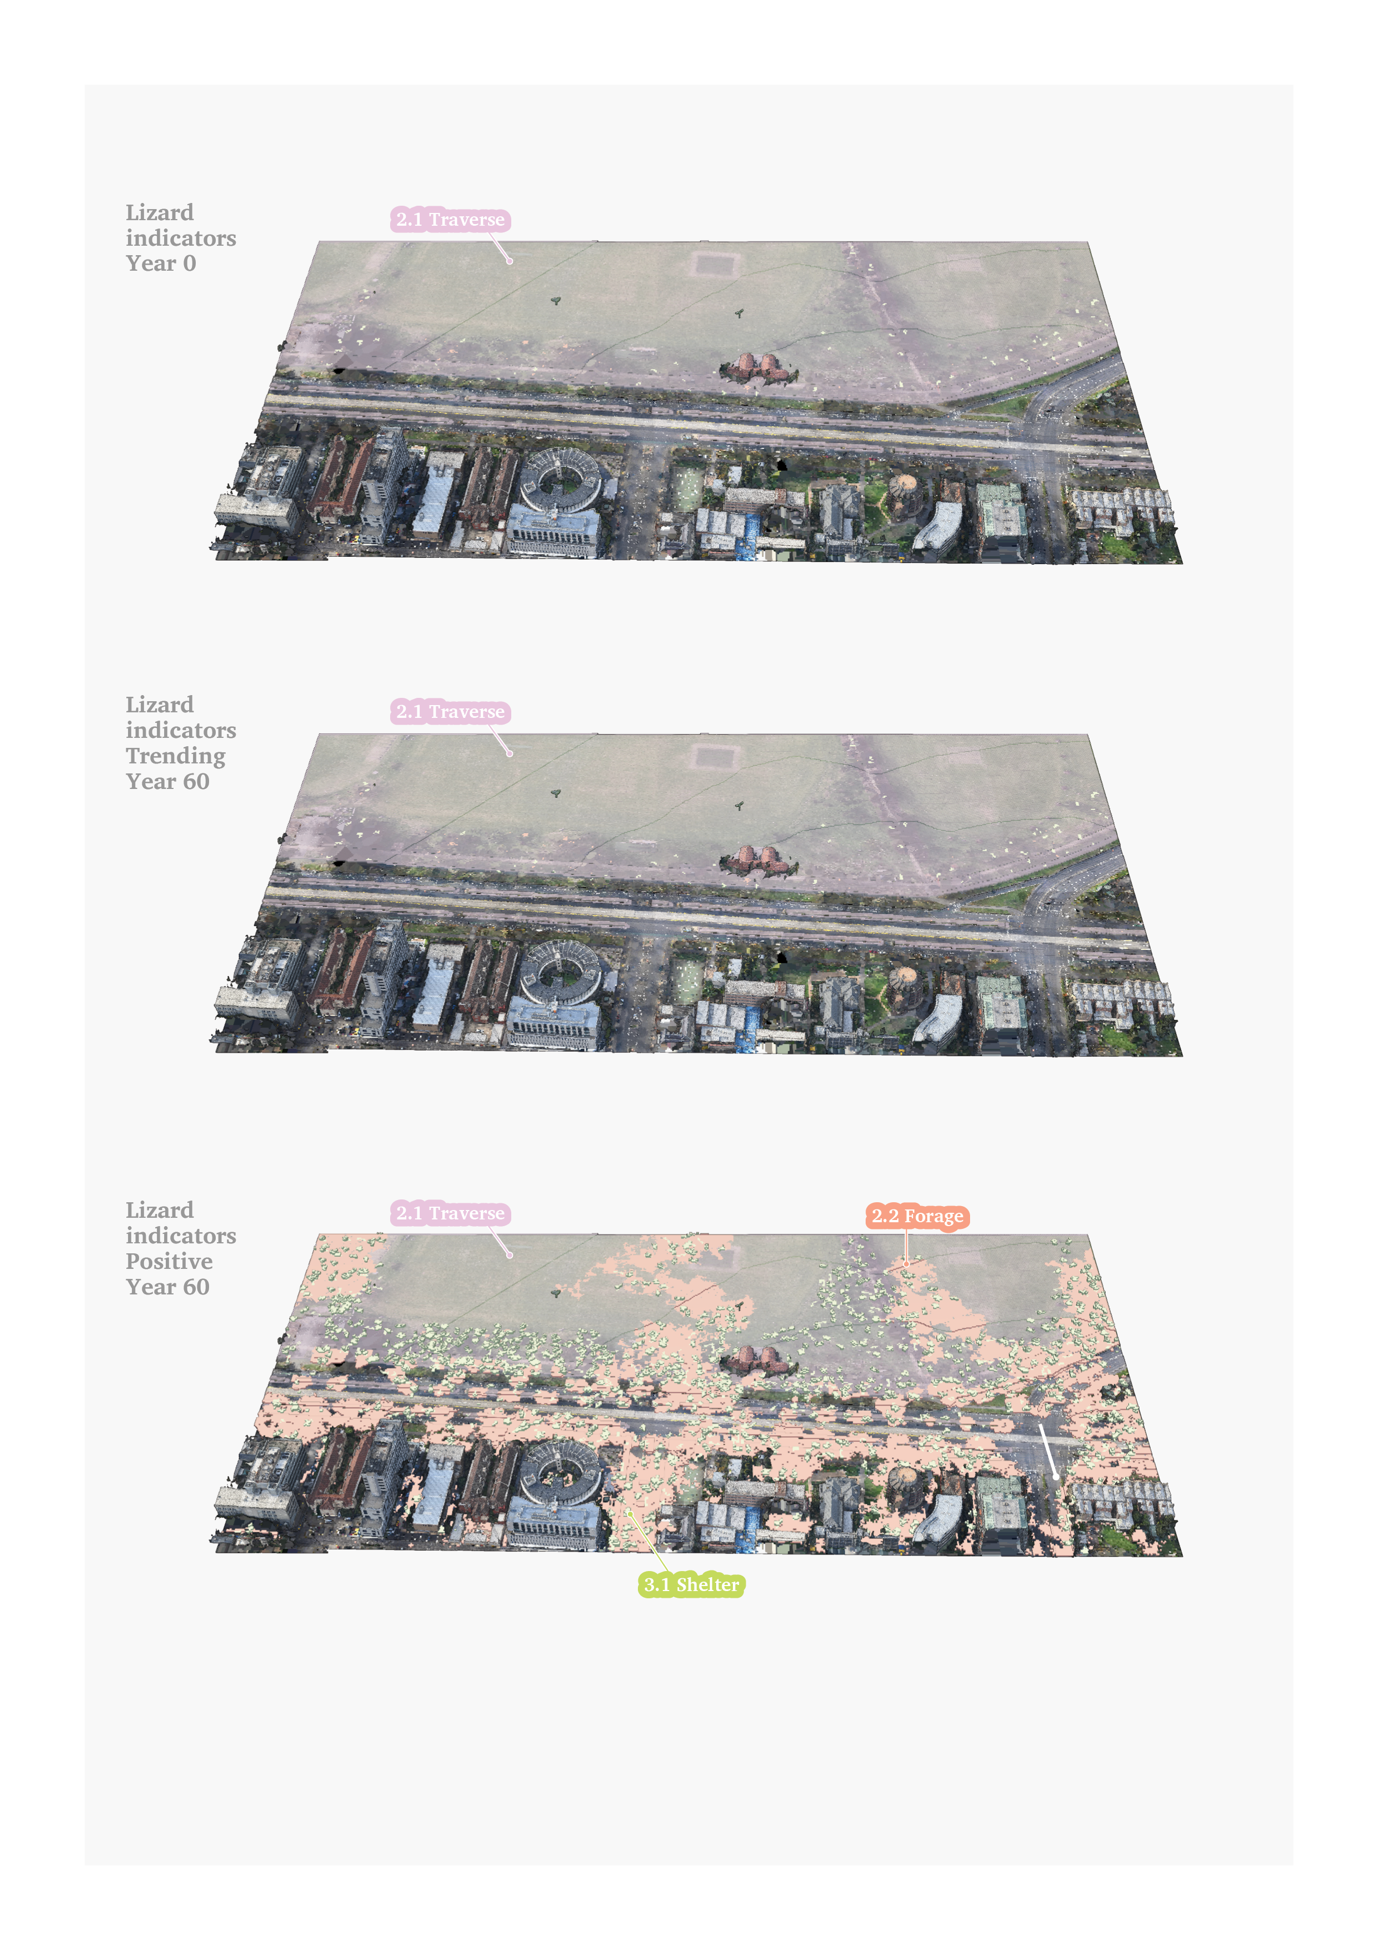 Lizard
indicators
Year 0
2.1 Traverse
Lizard
indicators
Trending
Year 60
2.1 Traverse
Lizard
indicators
Positive
Year 60
2.1 Traverse
2.2 Forage
3.1 Shelter